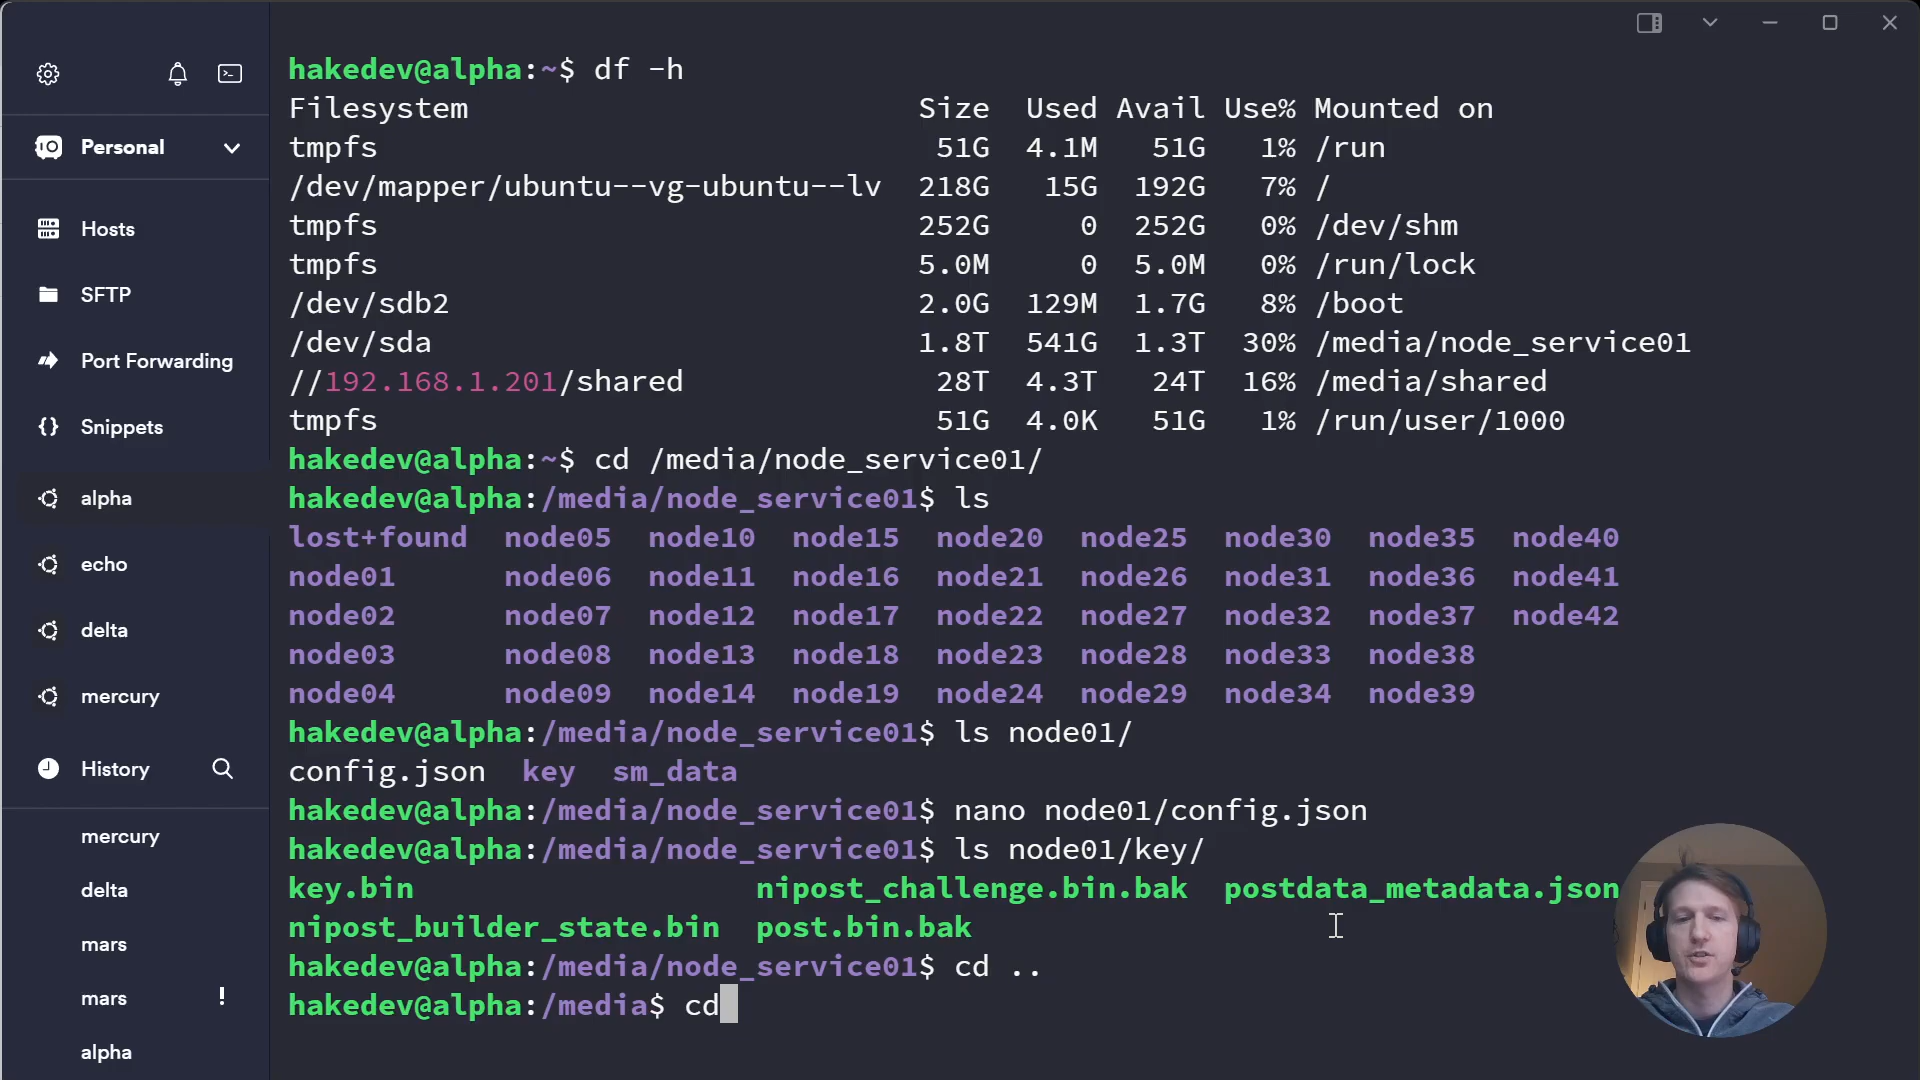 Personal
Hosts
SFTP
Port Forwarding
Snippets
alpha
echo
delta
mercury
History
mercury
delta
mars
mars !
alpha
hakedev@alpha:~$ df -h
Filesystem Size Used Avail Use% Mounted on
tmpfs 51G 4.1M 51G 1% /run
/dev/mapper/ubuntu--vg-ubuntu--lv 218G 15G 192G 7% /
tmpfs 252G 0 252G 0% /dev/shm
tmpfs 5.0M 0 5.0M 0% /run/lock
/dev/sdb2 2.0G 129M 1.7G 8% /boot
/dev/sda 1.8T 541G 1.3T 30% /media/node_service01
//192.168.1.201/shared 28T 4.3T 24T 16% /media/shared
tmpfs 51G 4.0K 51G 1% /run/user/1000
hakedev@alpha:~$ cd /media/node_service01/
hakedev@alpha:/media/node_service01$ ls
lost+found node05 node10 node15 node20 node25 node30 node35 node40
node01 node06 node11 node16 node21 node26 node31 node36 node41
node02 node07 node12 node17 node22 node27 node32 node37 node42
node03 node08 node13 node18 node23 node28 node33 node38
node04 node09 node14 node19 node24 node29 node34 node39
hakedev@alpha:/media/node_service01$ ls node01/
config.json key sm_data
hakedev@alpha:/media/node_service01$ nano node01/config.json
hakedev@alpha:/media/node_service01$ ls node01/key/
key.bin nipost_challenge.bin.bak postdata_metadata.json
nipost_builder_state.bin post.bin.bak
hakedev@alpha:/media/node_service01$ cd ..
hakedev@alpha:/media$ cd